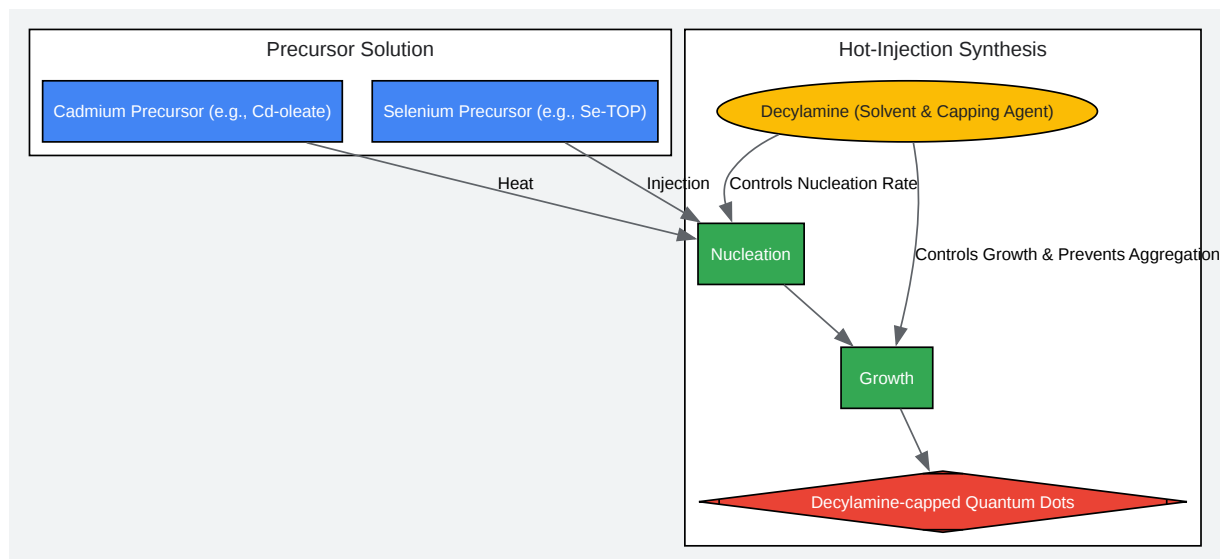 Precursor Solution
Hot-Injection Synthesis
Cadmium Precursor (e.g., Cd-oleate)
Selenium Precursor (e.g., Se-TOP)
Decylamine (Solvent & Capping Agent)
Heat
Injection
Controls Nucleation Rate
Nucleation
Controls Growth & Prevents Aggregation
Growth
Decylamine-capped Quantum Dots